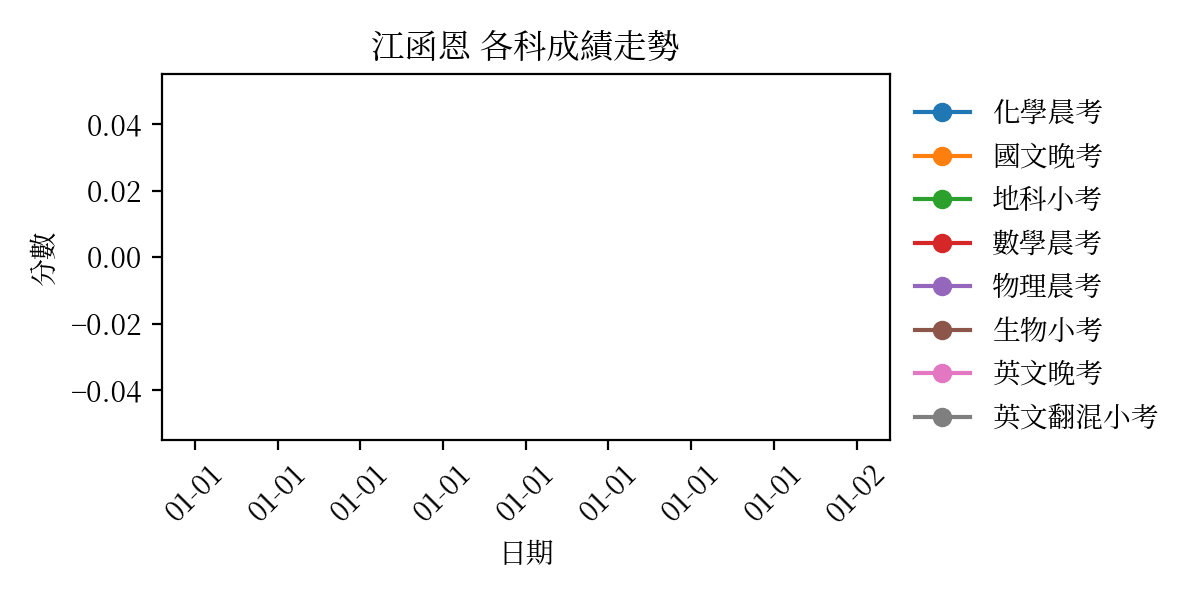 江函恩 各科成績走勢
分數
0.04
0.02
0.00
−0.02
−0.04
01-01
01-01
01-01
01-01
01-01
01-01
01-01
01-01
01-02
日期
化學晨考
國文晚考
地科小考
數學晨考
物理晨考
生物小考
英文晚考
英文翻混小考